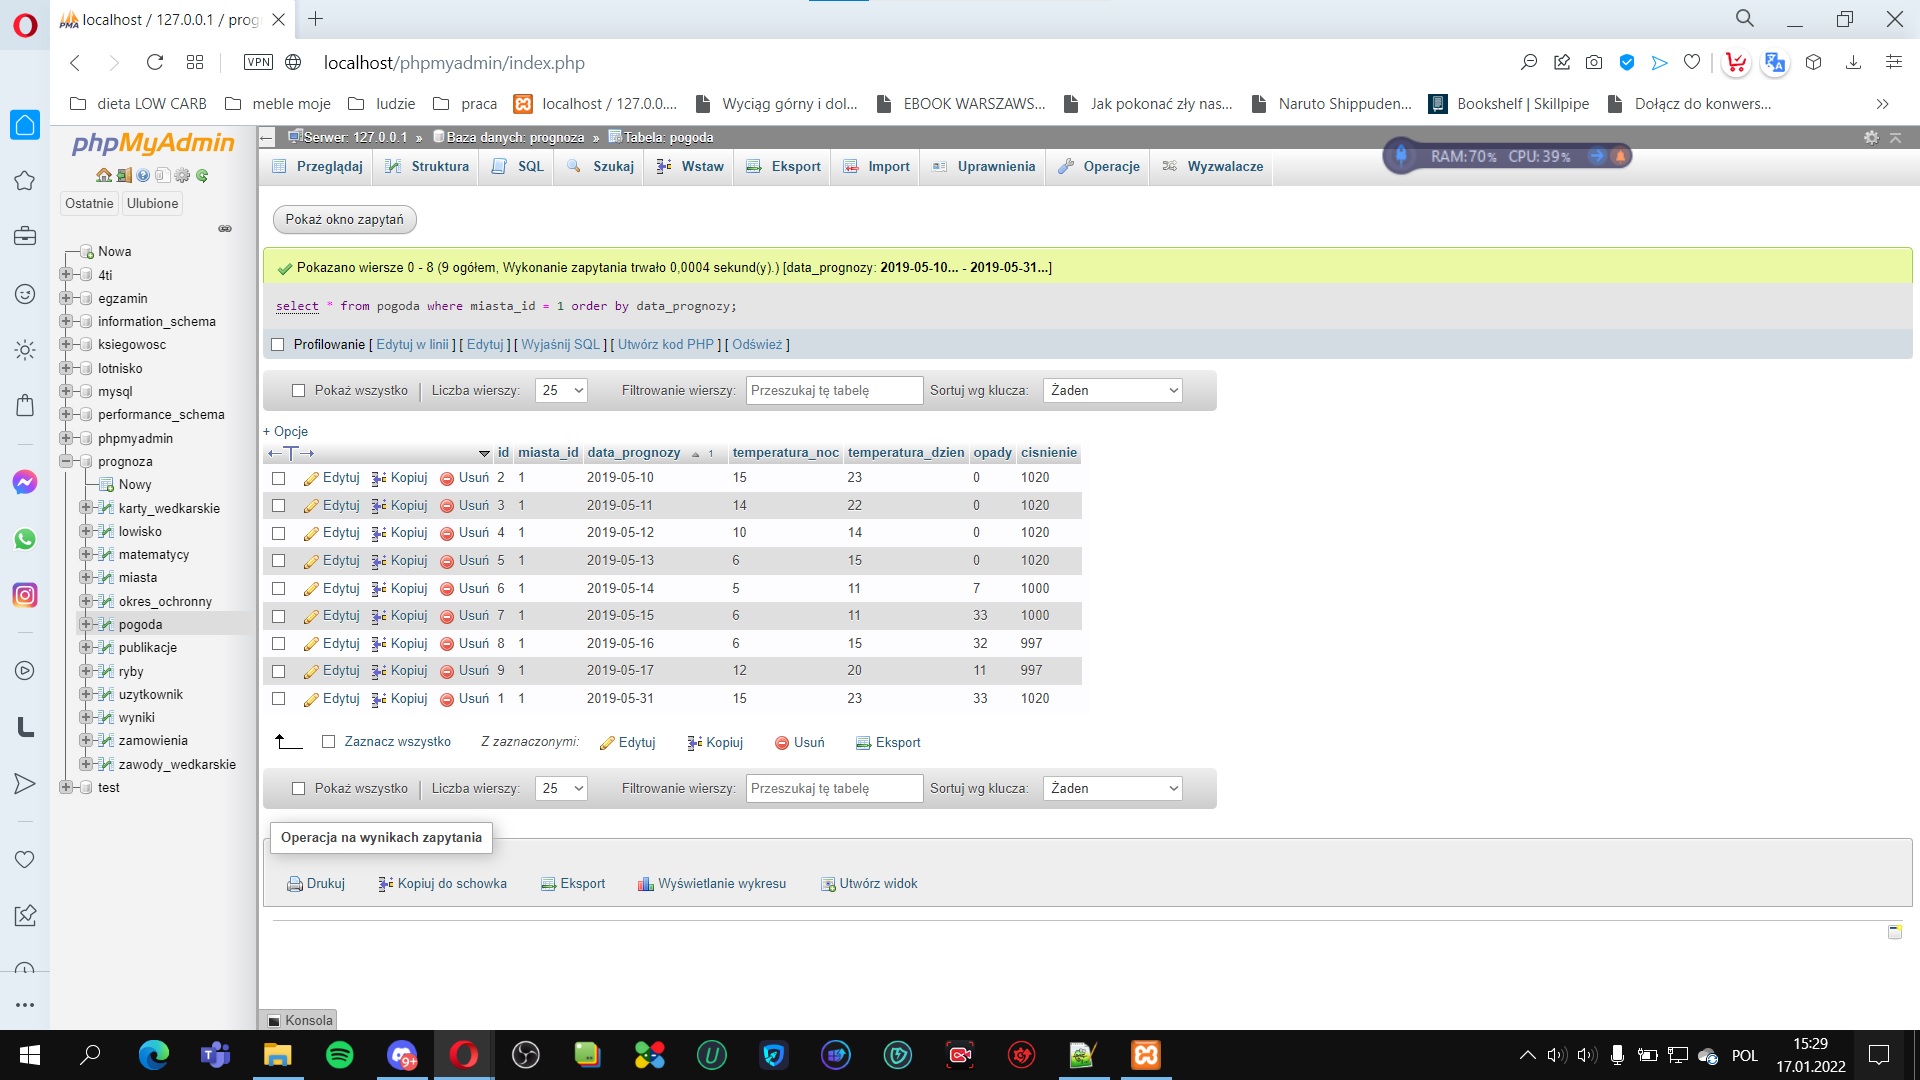 localhost / 127.0.0.1 / prog
VPN
localhost/phpmyadmin/index.php
dieta LOW CARB
meble moje
ludzie
praca
localhost / 127.0.0....
Wyciąg górny i dol...
EBOOK WARSZAWS...
Jak pokonać zły nas...
Naruto Shippuden...
Bookshelf | Skillpipe
Dołącz do konwers...
phpMyAdmin
Ostatnie Ulubione
Nowa
4ti
egzamin
information_schema
ksiegowosc
lotnisko
mysql
performance_schema
phpmyadmin
prognoza
Nowy
karty_wedkarskie
lowisko
matematycy
miasta
okres_ochronny
pogoda
publikacje
ryby
uzytkownik
wyniki
zamowienia
zawody_wedkarskie
test
Serwer: 127.0.0.1 » Baza danych: prognoza » Tabela: pogoda
RAM:70% CPU:39%
Przeglądaj Struktura SQL Szukaj Wstaw Eksport Import Uprawnienia Operacje Wyzwalacze
Pokaż okno zapytań
Pokazano wiersze 0 - 8 (9 ogółem, Wykonanie zapytania trwało 0,0004 sekund(y).) [data_prognozy: 2019-05-10... - 2019-05-31...]
select * from pogoda where miasta_id = 1 order by data_prognozy;
Profilowanie [ Edytuj w linii ] [ Edytuj ] [ Wyjaśnij SQL ] [ Utwórz kod PHP ] [ Odśwież ]
Pokaż wszystko Liczba wierszy: 25 Filtrowanie wierszy: Przeszukaj tę tabelę Sortuj wg klucza: Żaden
+ Opcje
id miasta_id data_prognozy 1 temperatura_noc temperatura_dzien opady cisnienie
Edytuj Kopiuj Usuń 2 1 2019-05-10 15 23 0 1020
Edytuj Kopiuj Usuń 3 1 2019-05-11 14 22 0 1020
Edytuj Kopiuj Usuń 4 1 2019-05-12 10 14 0 1020
Edytuj Kopiuj Usuń 5 1 2019-05-13 6 15 0 1020
Edytuj Kopiuj Usuń 6 1 2019-05-14 5 11 7 1000
Edytuj Kopiuj Usuń 7 1 2019-05-15 6 11 33 1000
Edytuj Kopiuj Usuń 8 1 2019-05-16 6 15 32 997
Edytuj Kopiuj Usuń 9 1 2019-05-17 12 20 11 997
Edytuj Kopiuj Usuń 1 1 2019-05-31 15 23 33 1020
Zaznacz wszystko Z zaznaczonymi: Edytuj Kopiuj Usuń Eksport
Pokaż wszystko Liczba wierszy: 25 Filtrowanie wierszy: Przeszukaj tę tabelę Sortuj wg klucza: Żaden
Operacja na wynikach zapytania
Drukuj Kopiuj do schowka Eksport Wyświetlanie wykresu Utwórz widok
Konsola
9+
POL
15:29
17.01.2022